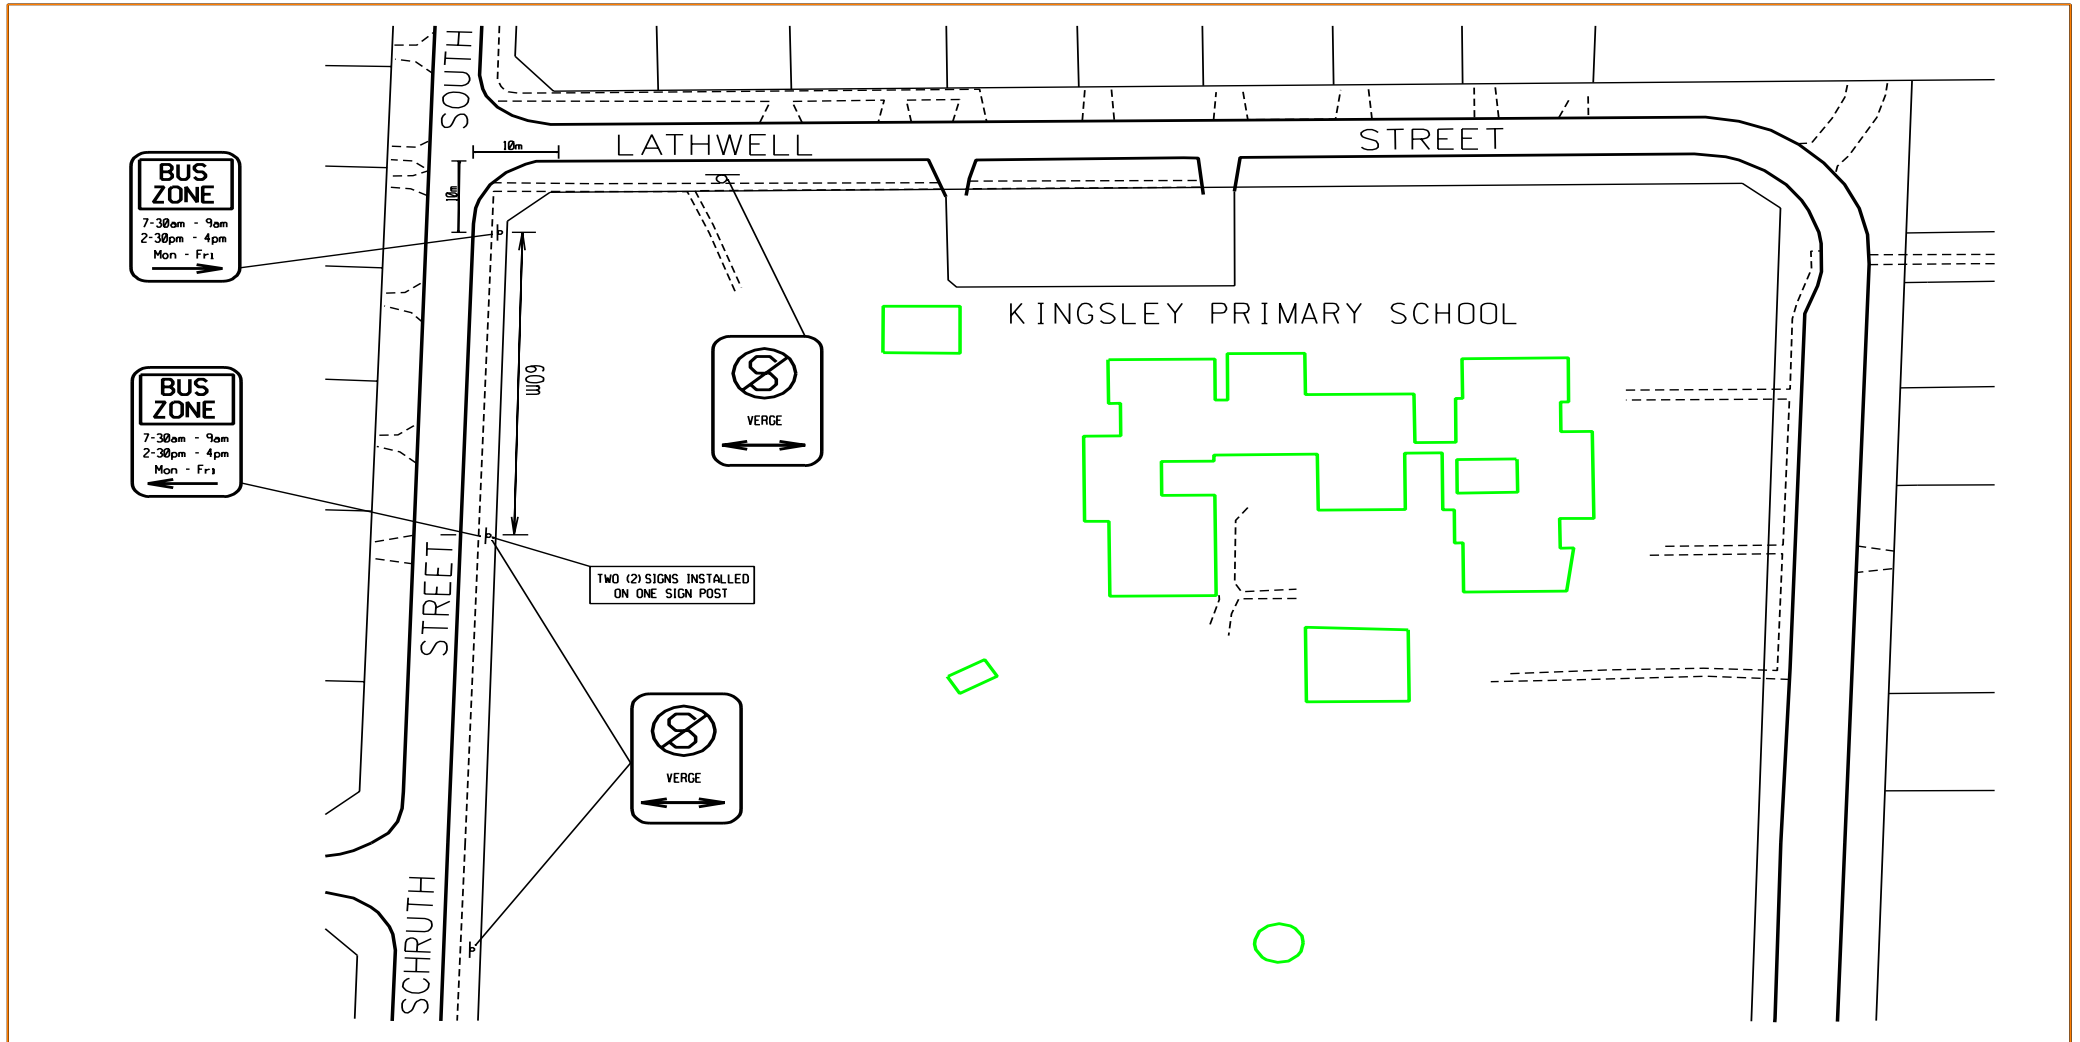 SOUTH
10m
LATHWELL
STREET
10m
BUS
ZONE
7-30am - 9am
2-30pm - 4pm
Mon - Fri
KINGSLEY PRIMARY SCHOOL
60m
BUS
ZONE
7-30am - 9am
2-30pm - 4pm
Mon - Fri
S
VERGE
STREET
TWO (2) SIGNS INSTALLED
ON ONE SIGN POST
S
VERGE
SCHRUTH